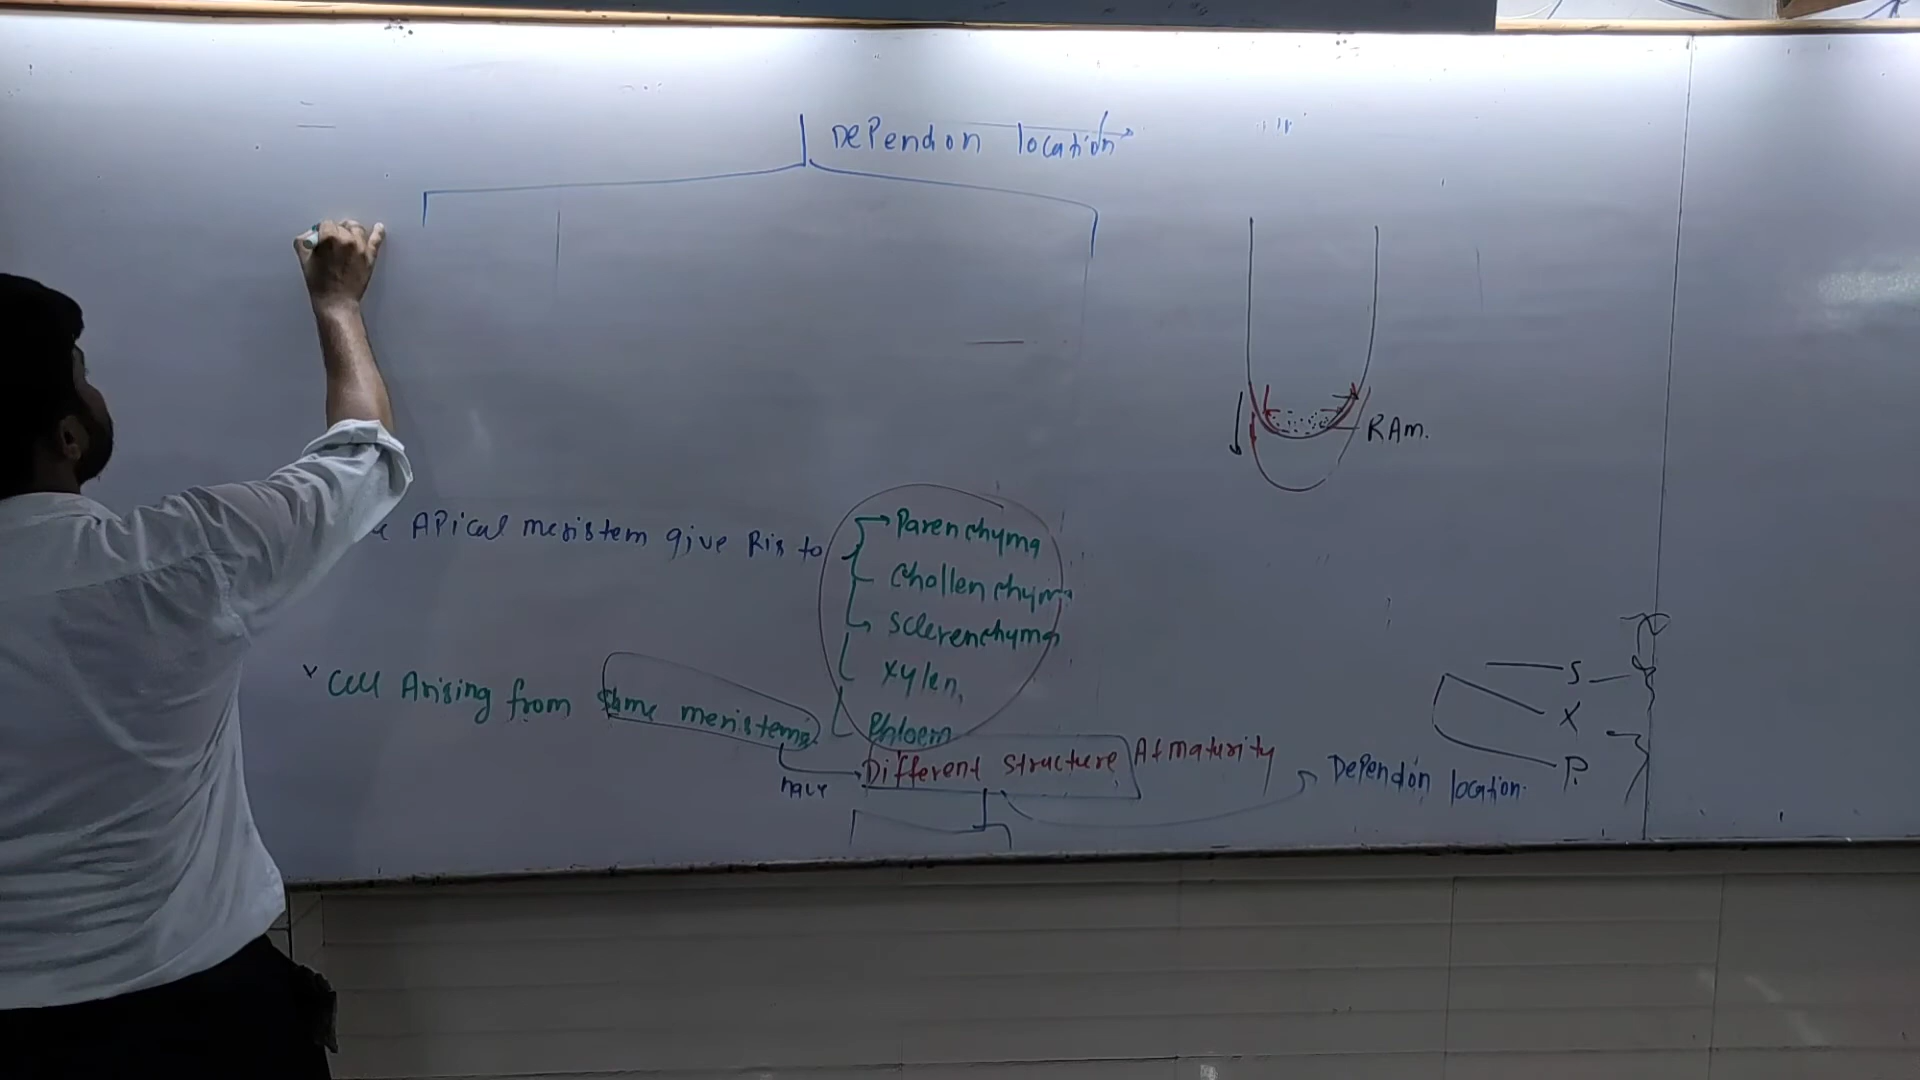 Depend on location
RAm.
Apical meristem give Ris to
Parenchyma
Chollenchyma
Sclerenchyma
Xylen,
Phloem
* Cell Arising from Same meristems
have
Different structure At maturity
Depend on location.
S
X
P.